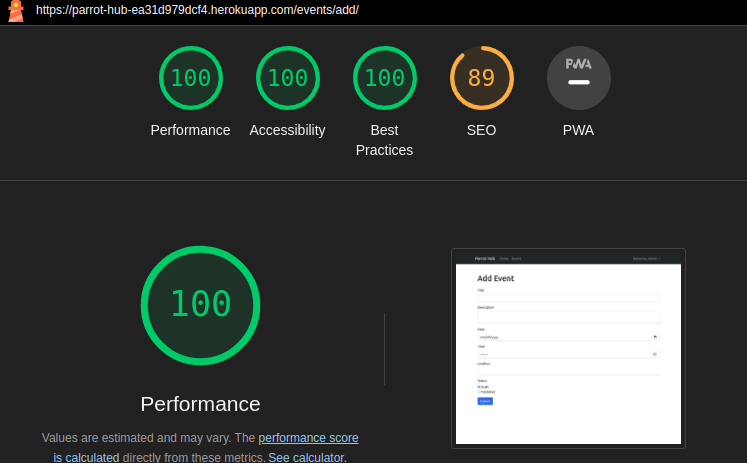 https://parrot-hub-ea31d979dcf4.herokuapp.com/events/add/
100
100
100
89
PWA
Performance
Accessibility
Best
Practices
SEO
PWA
100
Performance
Values are estimated and may vary. The performance score
is calculated directly from these metrics. See calculator.
Parrot Hub
Add Event
Title
Description
Date
Time
Location
Status
Draft
Published
Submit